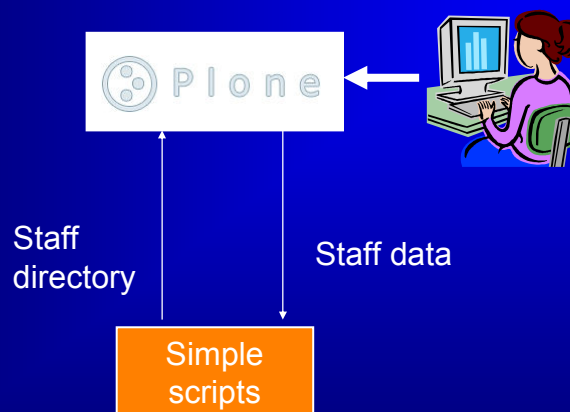 Plone
Staff
directory
Staff data
Simple
scripts